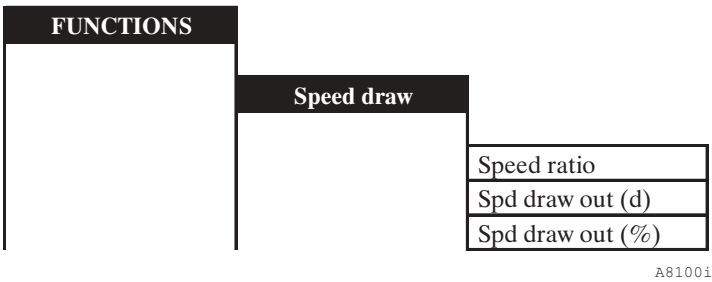 FUNCTIONS
Speed draw
Speed ratio
Spd draw out (d)
Spd draw out (%)
A8100i